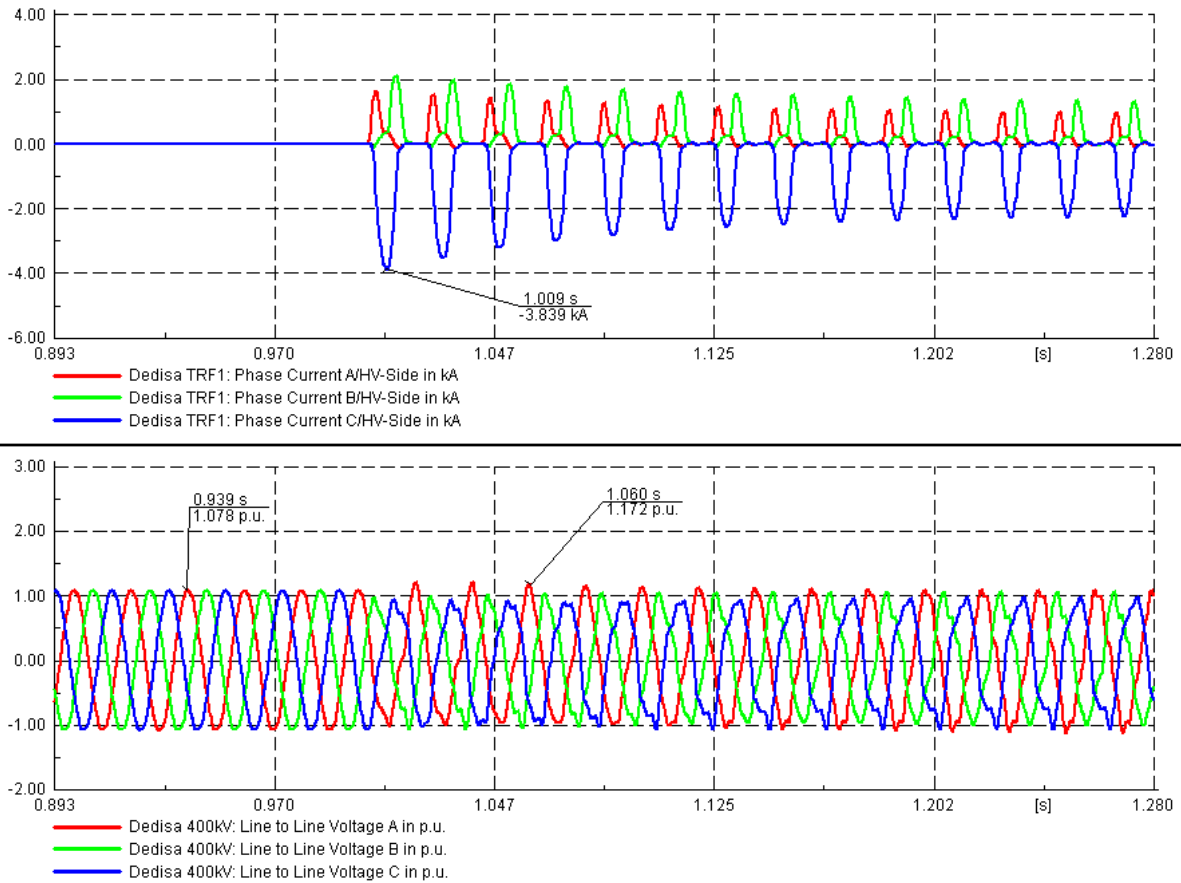 4.00
2.00
0.00
-2.00
-4.00
-6.00
1.009 s
-3.839 kA
0.893 0.970 1.047 1.125 1.202 [s] 1.280
Dedisa TRF1: Phase Current A/HV-Side in kA
Dedisa TRF1: Phase Current B/HV-Side in kA
Dedisa TRF1: Phase Current C/HV-Side in kA
3.00
2.00
1.00
0.00
-1.00
-2.00
0.939 s
1.078 p.u.
1.060 s
1.172 p.u.
0.893 0.970 1.047 1.125 1.202 [s] 1.280
Dedisa 400kV: Line to Line Voltage A in p.u.
Dedisa 400kV: Line to Line Voltage B in p.u.
Dedisa 400kV: Line to Line Voltage C in p.u.